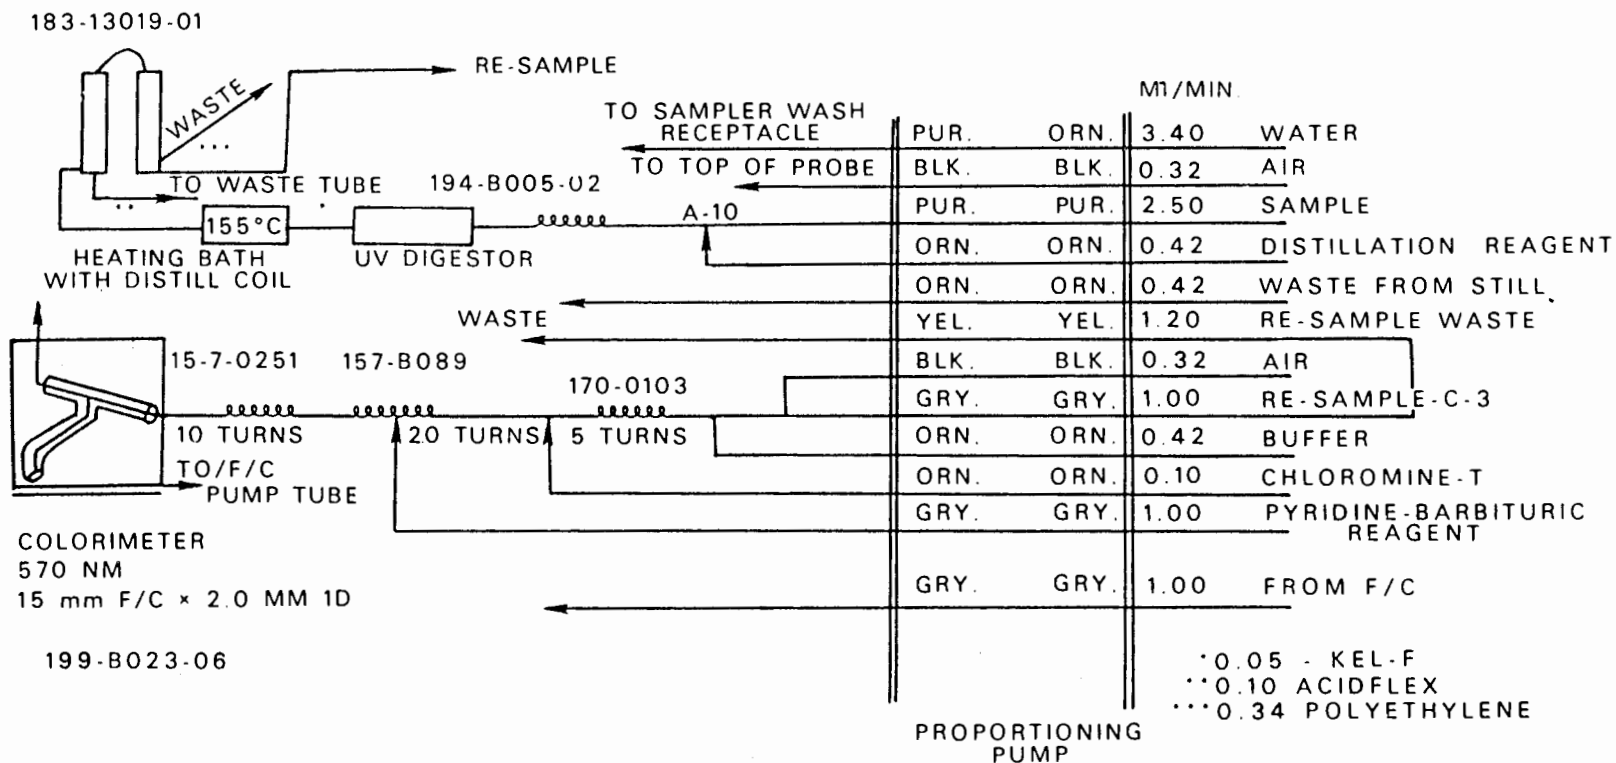 183-13019-01
RE-SAMPLE
WASTE
...
TO WASTE TUBE
..
194-B005-02
.
A-10
155°C
HEATING BATH
WITH DISTILL COIL
UV DIGESTOR
TO SAMPLER WASH
RECEPTACLE
TO TOP OF PROBE
Ml/MIN.
PUR. ORN. 3.40 WATER
BLK. BLK. 0.32 AIR
PUR. PUR. 2.50 SAMPLE
ORN. ORN. 0.42 DISTILLATION REAGENT
ORN. ORN. 0.42 WASTE FROM STILL
YEL. YEL. 1.20 RE-SAMPLE WASTE
BLK. BLK. 0.32 AIR
GRY. GRY. 1.00 RE-SAMPLE-C-3
ORN. ORN. 0.42 BUFFER
ORN. ORN. 0.10 CHLOROMINE-T
GRY. GRY. 1.00 PYRIDINE-BARBITURIC
REAGENT
GRY. GRY. 1.00 FROM F/C
WASTE
15-7-0251
157-B089
170-0103
10 TURNS
20 TURNS
5 TURNS
TO/F/C
PUMP TUBE
COLORIMETER
570 NM
15 mm F/C × 2.0 MM 1D
199-B023-06
PROPORTIONING
PUMP
·0.05 - KEL-F
··0.10 ACIDFLEX
···0.34 POLYETHYLENE